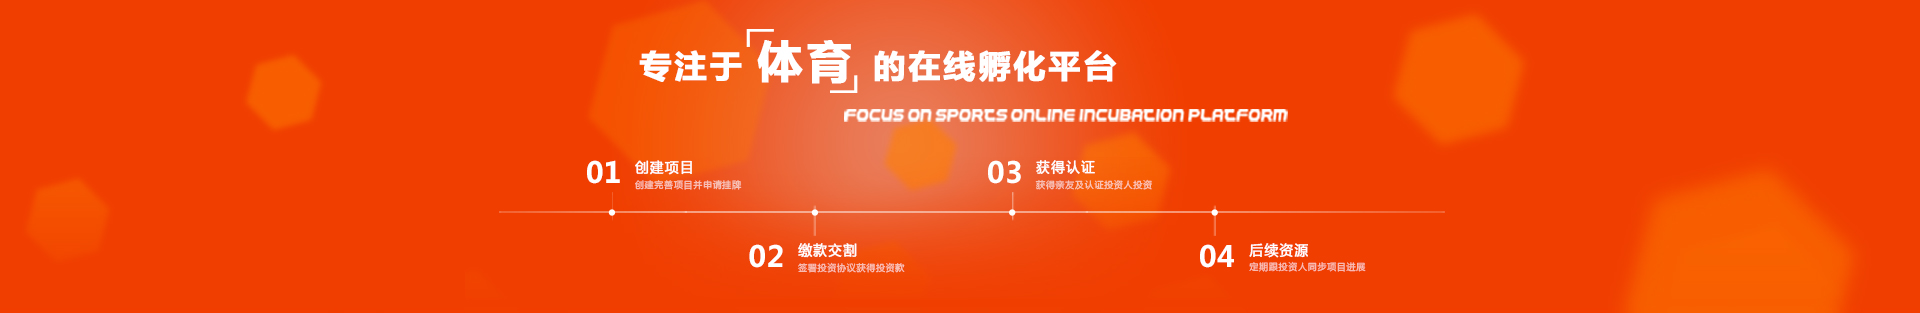 专注于「体育」的在线孵化平台
FOCUS ON SPORTS ONLINE INCUBATION PLATFORM
01 创建项目
创建完善项目并申请挂牌
02 缴款交割
签署投资协议获得投资款
03 获得认证
获得亲友及认证投资人投资
04 后续资源
定期跟投资人同步项目进展